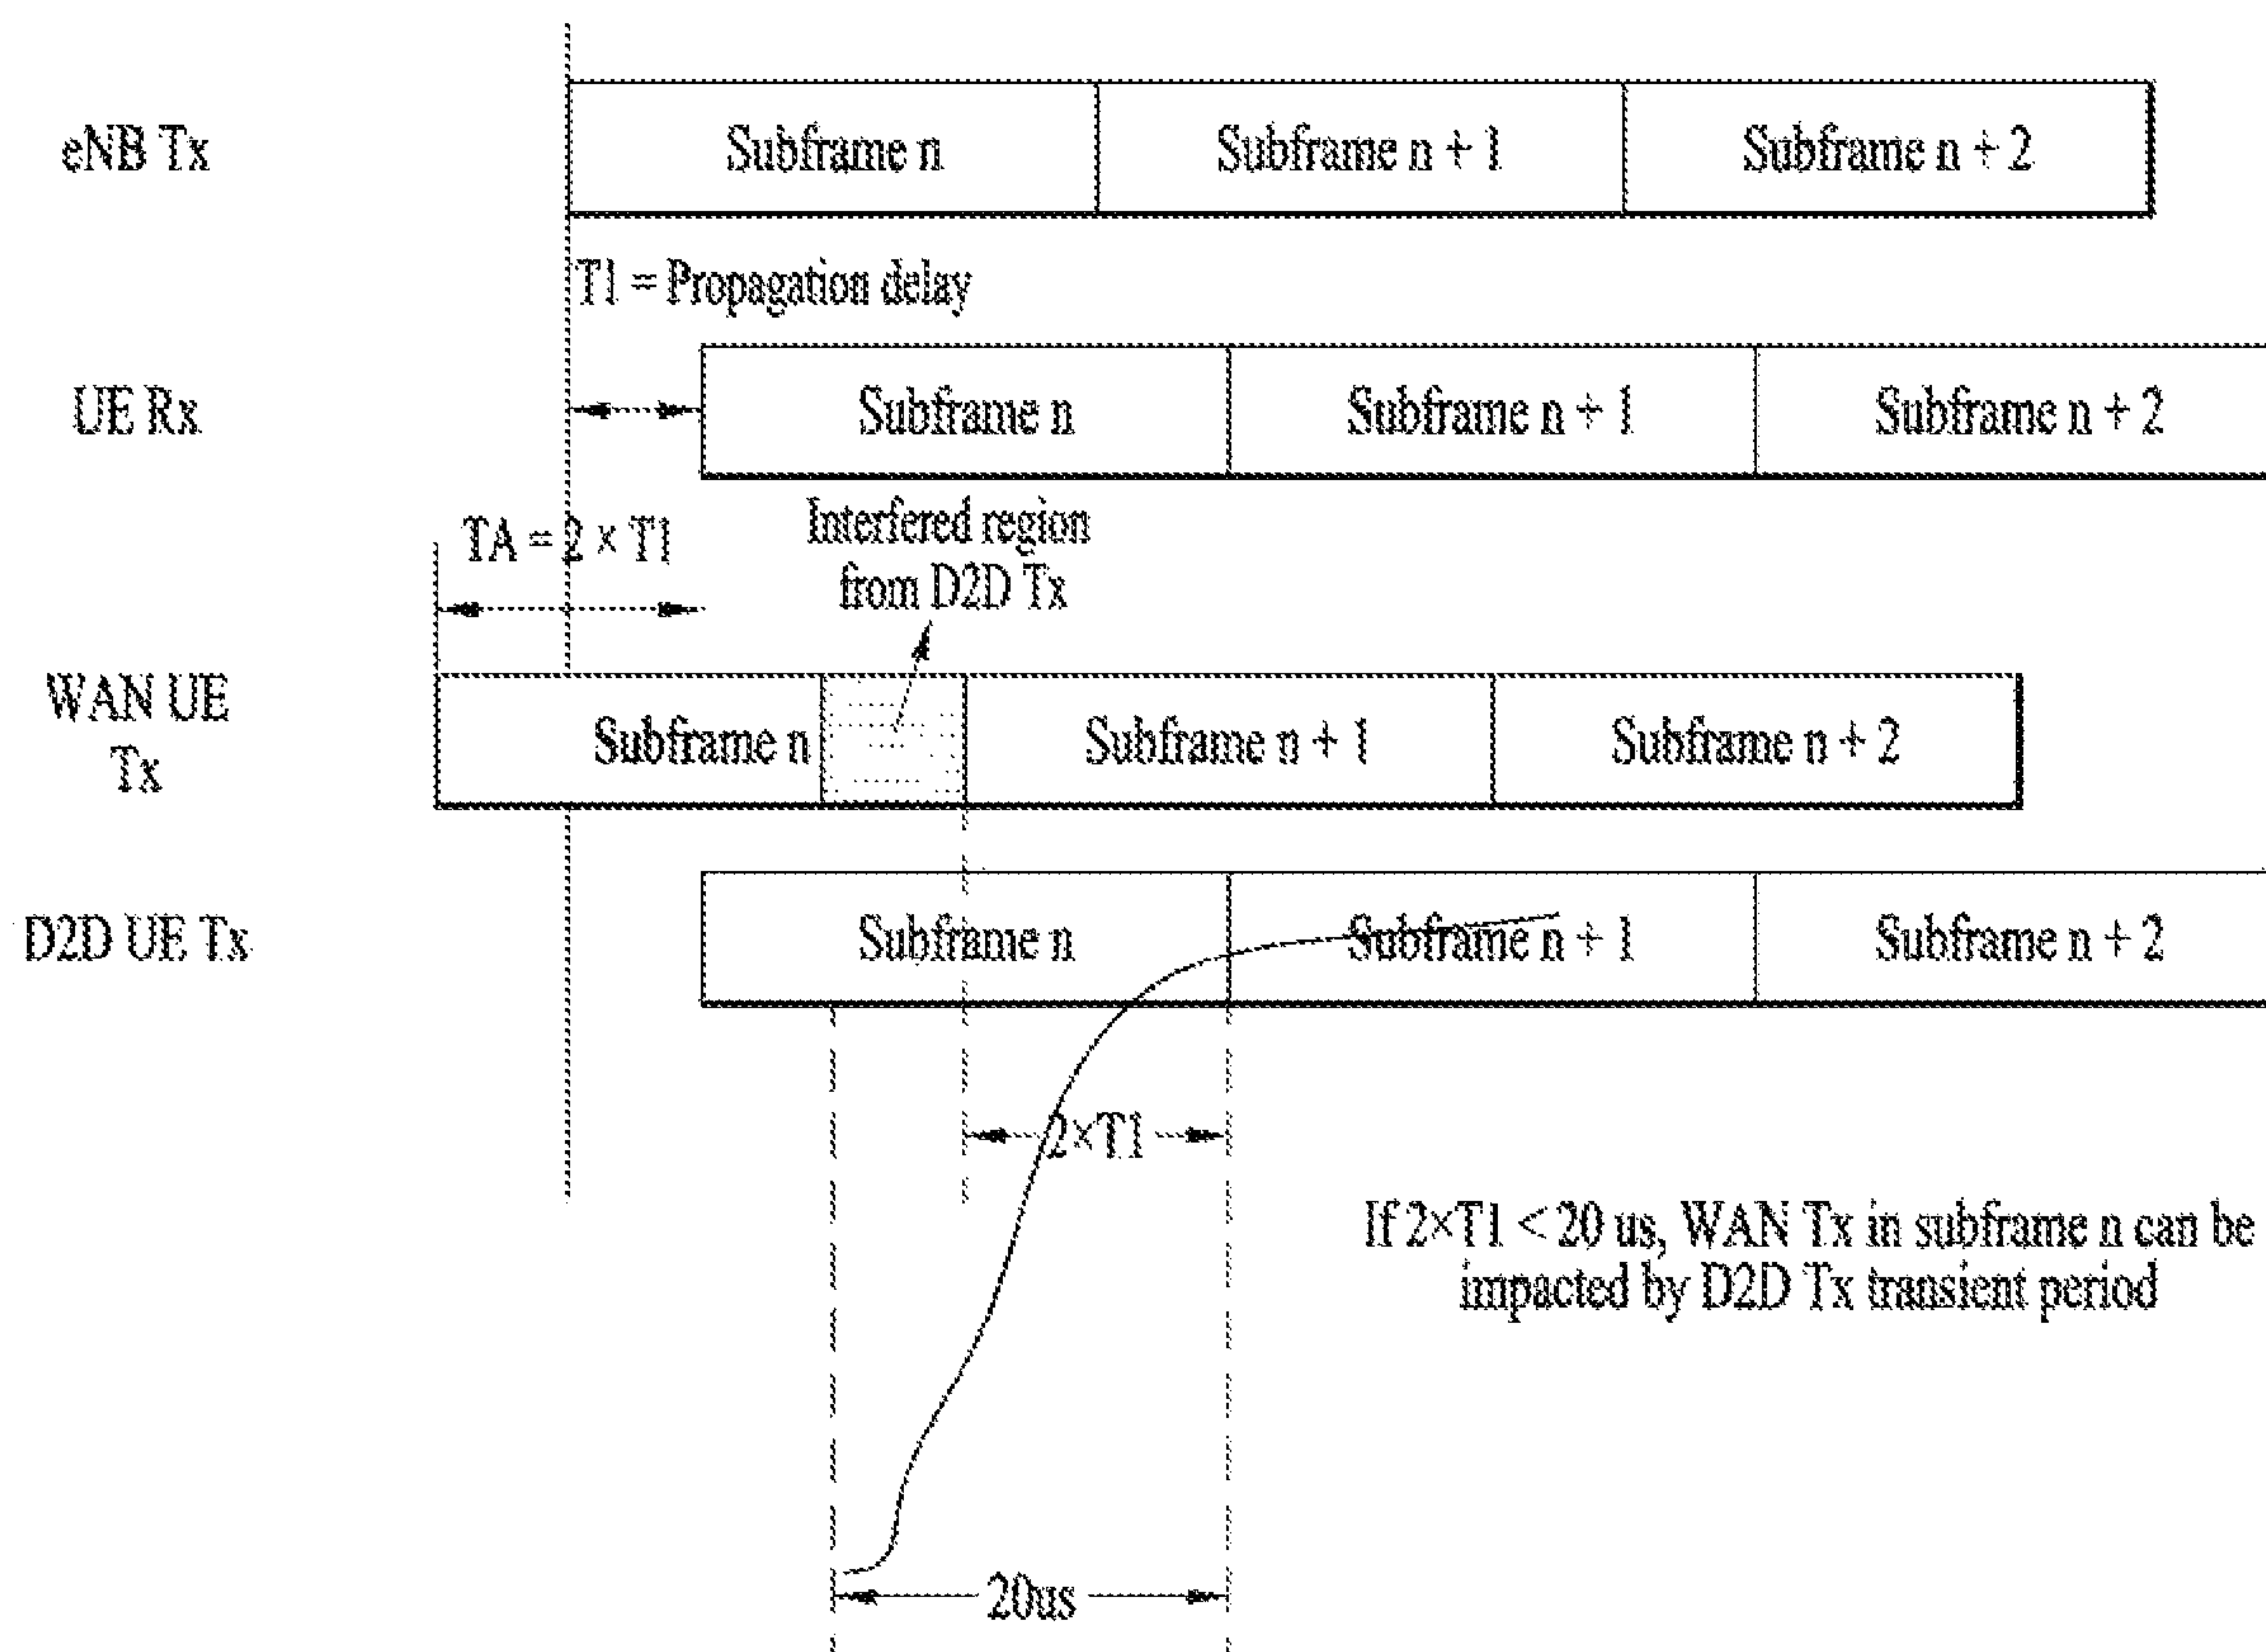 eNB Tx
Subframe n
Subframe n + 1
Subframe n + 2
T1 = Propagation delay
UE Rx
Subframe n
Subframe n + 1
Subframe n + 2
TA = 2 × T1
Interfered region
from D2D Tx
WAN UE
Tx
Subframe n
Subframe n + 1
Subframe n + 2
D2D UE Tx
Subframe n
Subframe n + 1
Subframe n + 2
2×T1
If 2×T1 < 20 us, WAN Tx in subframe n can be
impacted by D2D Tx transient period
20us